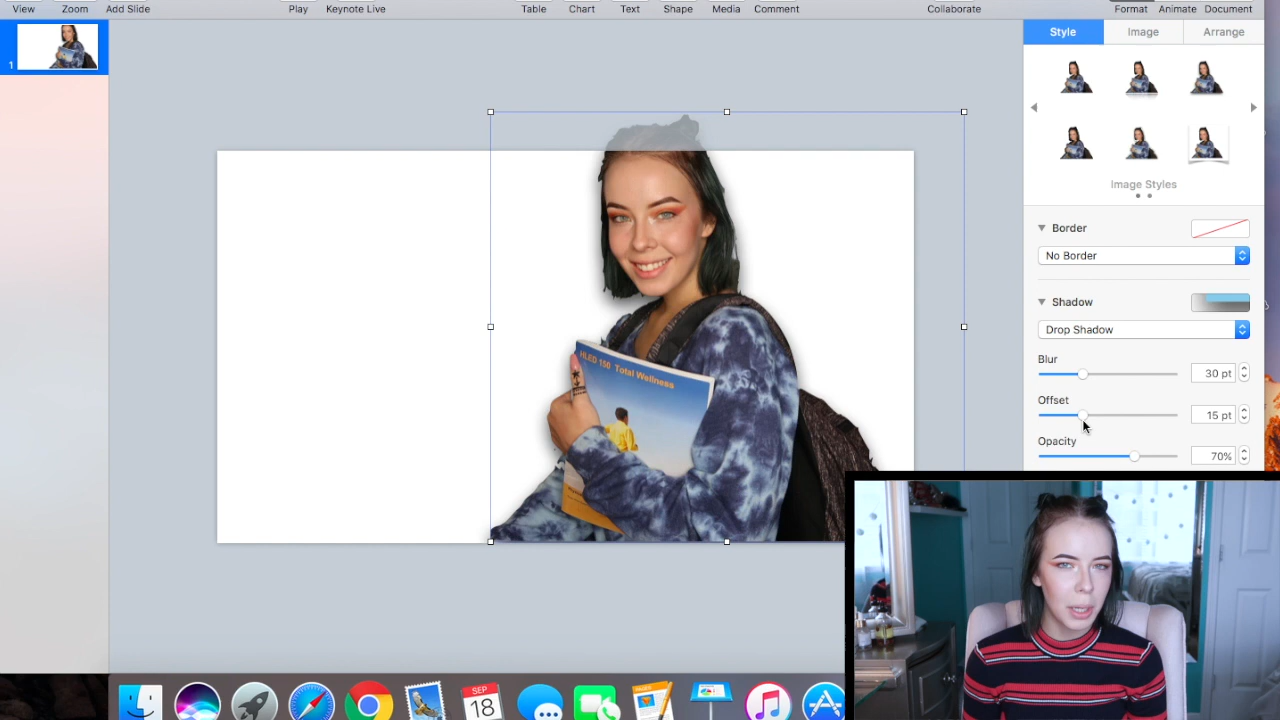 View Zoom Add Slide Play Keynote Live Table Chart Text Shape Media Comment Collaborate Format Animate Document
Style Image Arrange
1
Image Styles
Border
No Border
Shadow
Drop Shadow
Blur
30 pt
Offset
15 pt
Opacity
70%
HLED 150 Total Wellness
SEP
18